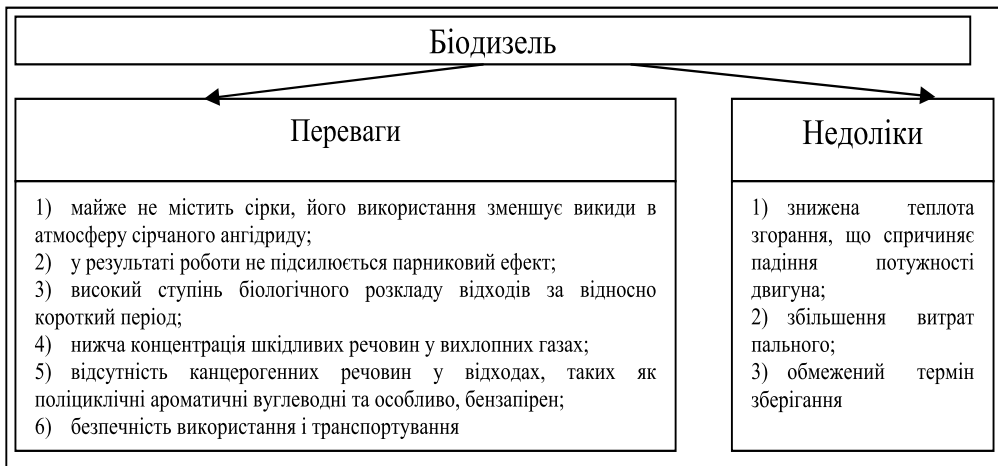 Біодизель
Переваги
1) майже не містить сірки, його використання зменшує викиди в
атмосферу сірчаного ангідриду;
2) у результаті роботи не підсилюється парниковий ефект;
3) високий ступінь біологічного розкладу відходів за відносно
короткий період;
4) нижча концентрація шкідливих речовин у вихлопних газах;
5) відсутність канцерогенних речовин у відходах, таких як
поліциклічні ароматичні вуглеводні та особливо, бензапірен;
6) безпечність використання і транспортування
Недоліки
1) знижена теплота
згорання, що спричиняє
падіння потужності
двигуна;
2) збільшення витрат
пального;
3) обмежений термін
зберігання